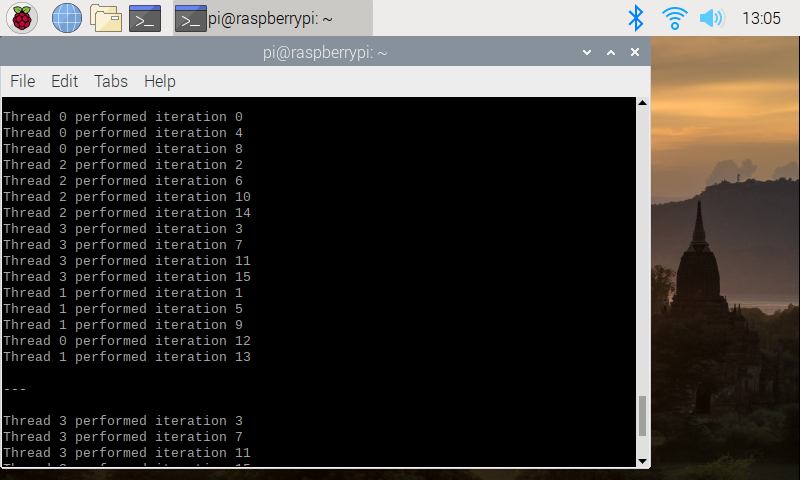 pi@raspberrypi: ~
13:05
pi@raspberrypi: ~
File Edit Tabs Help
Thread 0 performed iteration 0
Thread 0 performed iteration 4
Thread 0 performed iteration 8
Thread 2 performed iteration 2
Thread 2 performed iteration 6
Thread 2 performed iteration 10
Thread 2 performed iteration 14
Thread 3 performed iteration 3
Thread 3 performed iteration 7
Thread 3 performed iteration 11
Thread 3 performed iteration 15
Thread 1 performed iteration 1
Thread 1 performed iteration 5
Thread 1 performed iteration 9
Thread 0 performed iteration 12
Thread 1 performed iteration 13
---
Thread 3 performed iteration 3
Thread 3 performed iteration 7
Thread 3 performed iteration 11